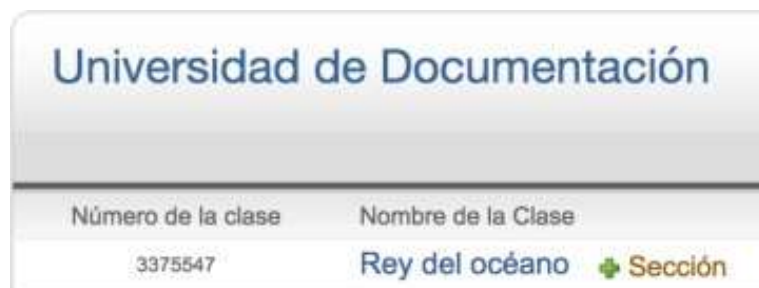 Universidad de Documentación
Número de la clase Nombre de la Clase
3375547 Rey del océano Sección